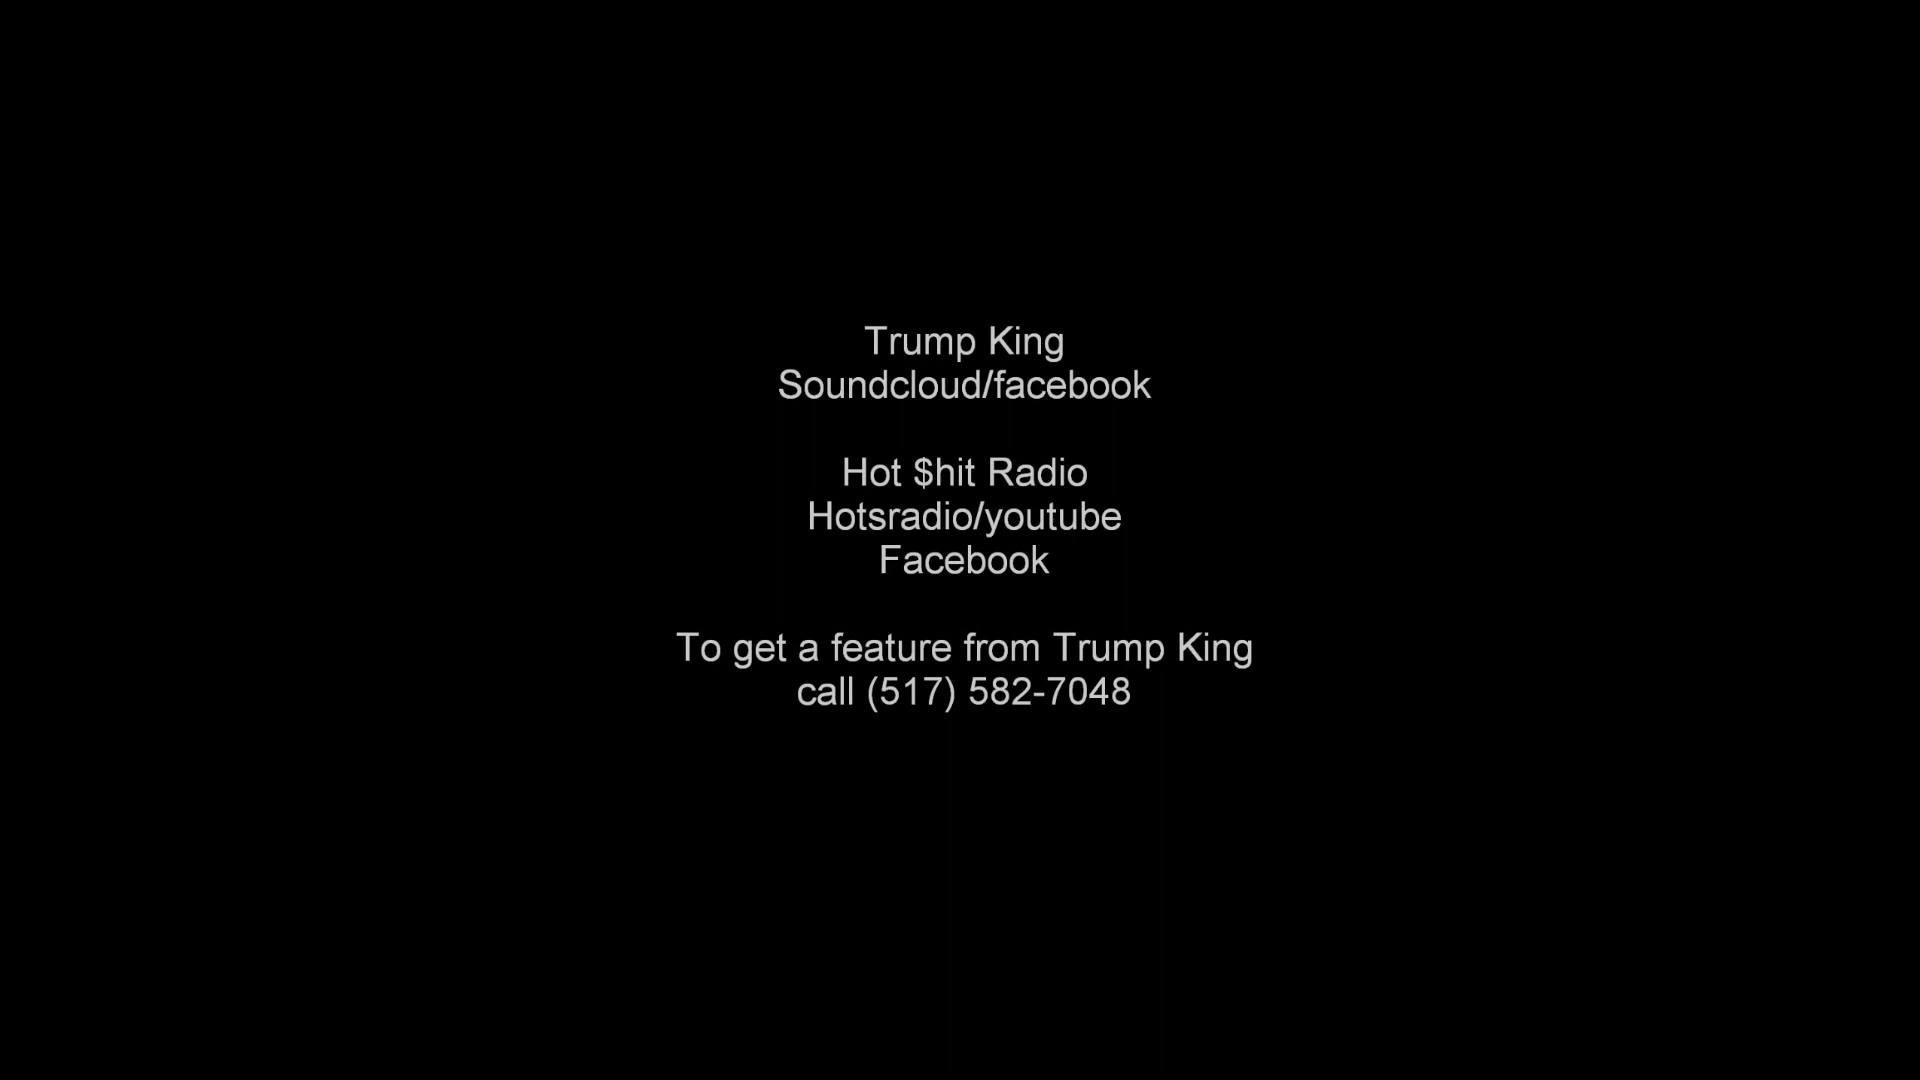 Trump King
Soundcloud/facebook
Hot $hit Radio
Hotsradio/youtube
Facebook
To get a feature from Trump King
call (517) 582-7048